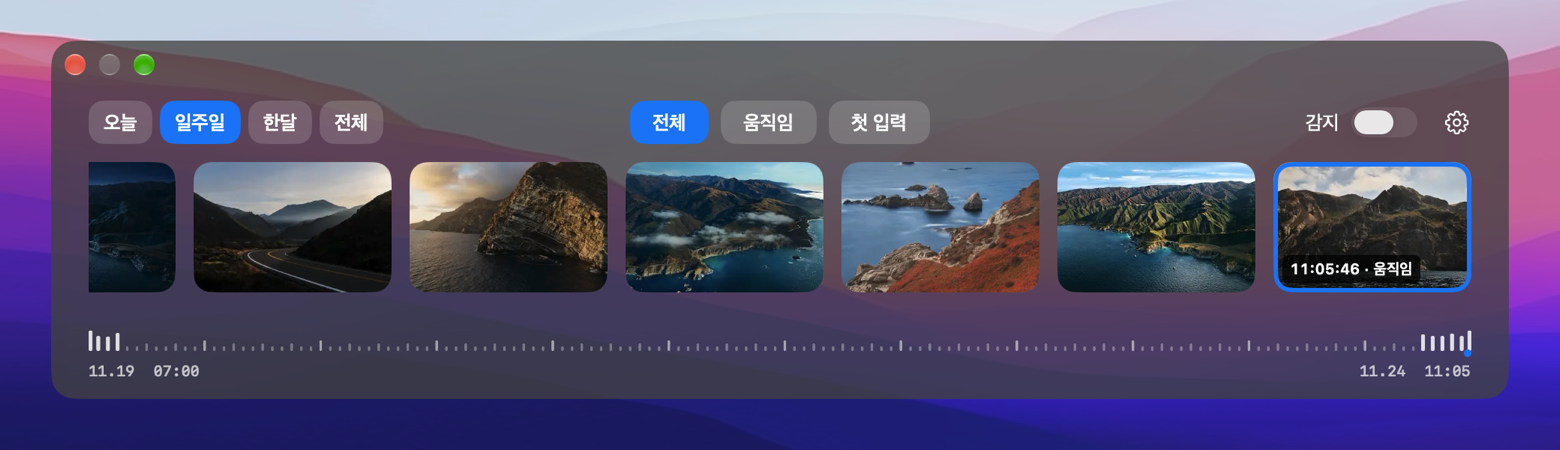 오늘 일주일 한달 전체 전체 움직임 첫 입력 감지
11:05:46 · 움직임
11.19 07:00 11.24 11:05